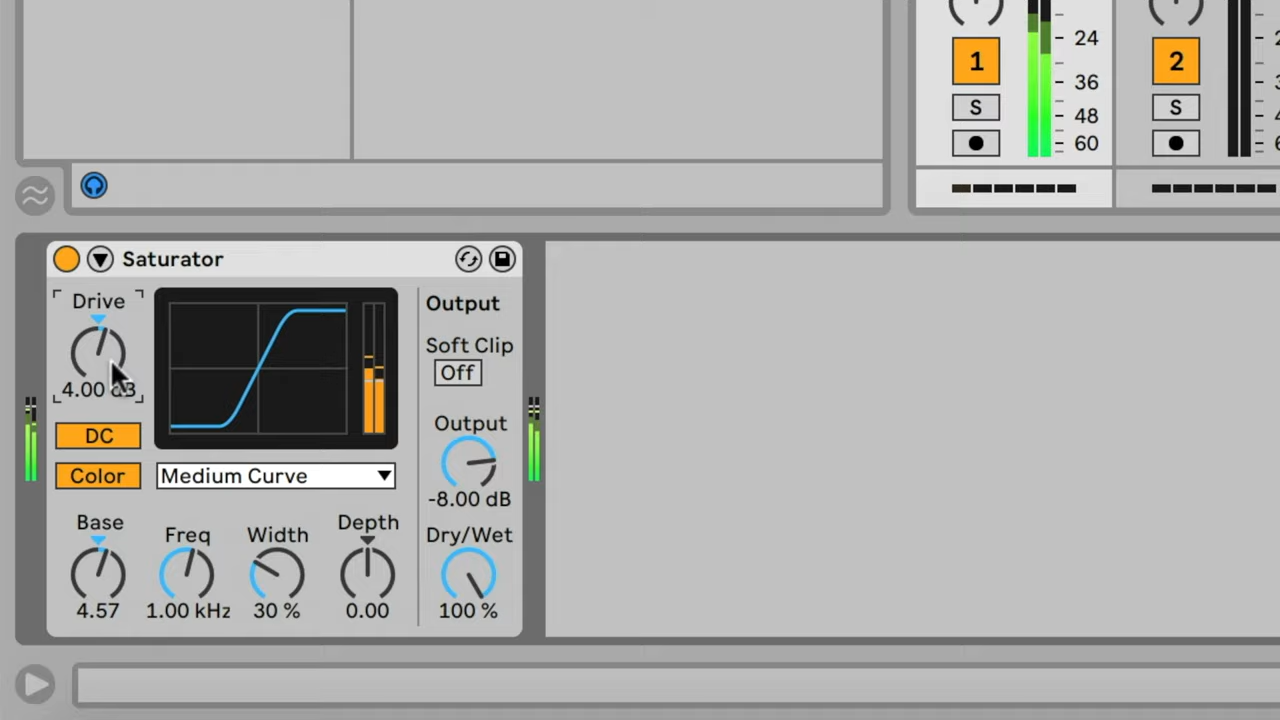 24
36
48
60
1
S
2
S
Saturator
Drive
4.00 dB
DC
Color
Medium Curve
Base
4.57
Freq
1.00 kHz
Width
30 %
Depth
0.00
Output
Soft Clip
Off
Output
-8.00 dB
Dry/Wet
100 %